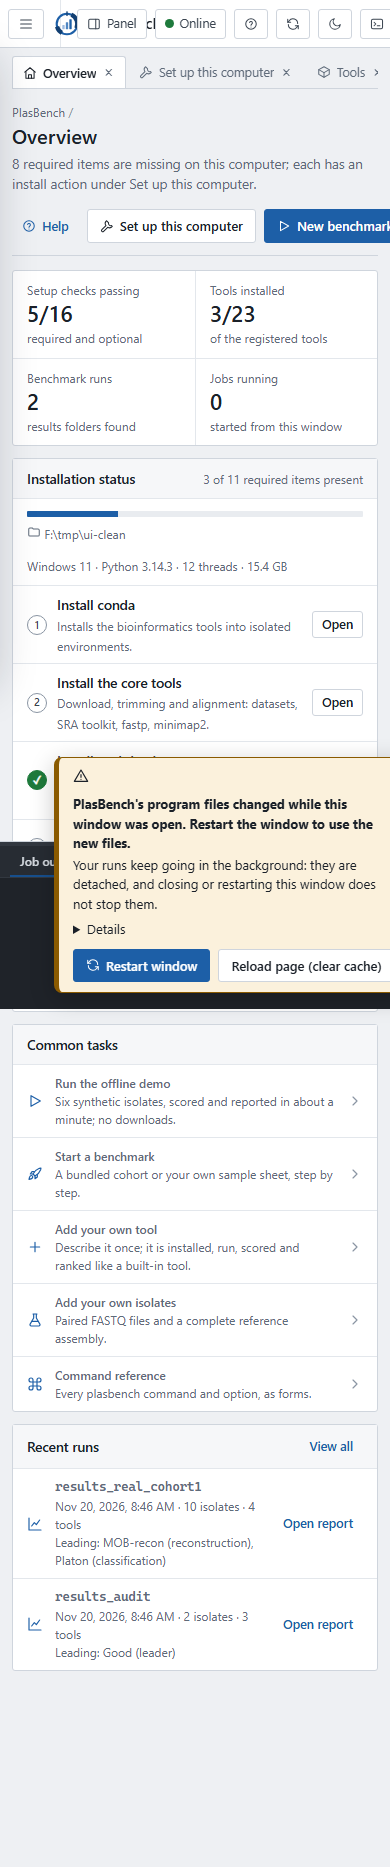 Panel
Online
Overview
Set up this computer
Tools
PlasBench /
Overview
8 required items are missing on this computer; each has an
install action under Set up this computer.
Help
Set up this computer
New benchmark
Setup checks passing
5/16
required and optional
Tools installed
3/23
of the registered tools
Benchmark runs
2
results folders found
Jobs running
0
started from this window
Installation status
3 of 11 required items present
F:\tmp\ui-clean
Windows 11 · Python 3.14.3 · 12 threads · 15.4 GB
1
Install conda
Installs the bioinformatics tools into isolated
environments.
Open
2
Install the core tools
Download, trimming and alignment: datasets,
SRA toolkit, fastp, minimap2.
Open
Job ou
PlasBench's program files changed while this
window was open. Restart the window to use the
new files.
Your runs keep going in the background: they are
detached, and closing or restarting this window does
not stop them.
Details
Restart window
Reload page (clear cache)
Common tasks
Run the offline demo
Six synthetic isolates, scored and reported in about a
minute; no downloads.
Start a benchmark
A bundled cohort or your own sample sheet, step by
step.
Add your own tool
Describe it once; it is installed, run, scored and
ranked like a built-in tool.
Add your own isolates
Paired FASTQ files and a complete reference
assembly.
Command reference
Every plasbench command and option, as forms.
Recent runs
View all
results_real_cohort1
Nov 20, 2026, 8:46 AM · 10 isolates · 4
tools
Leading: MOB-recon (reconstruction),
Platon (classification)
Open report
results_audit
Nov 20, 2026, 8:46 AM · 2 isolates · 3
tools
Leading: Good (leader)
Open report